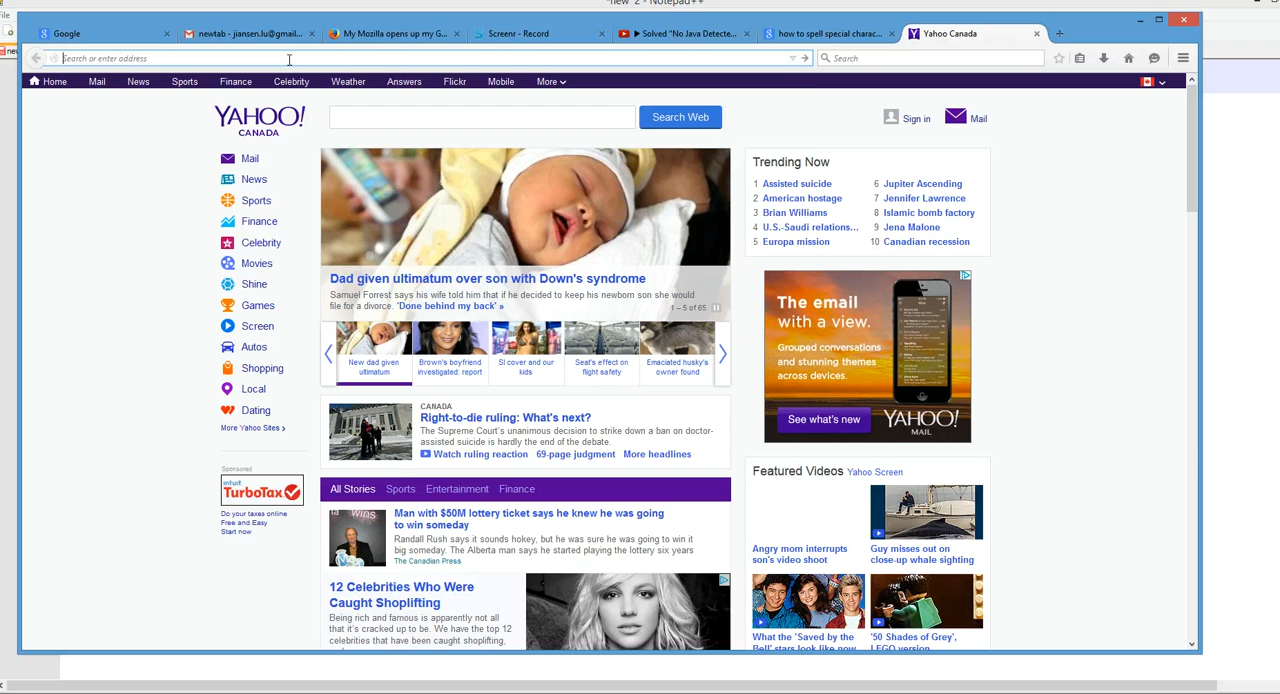 *new 2 - Notepad++
File
new
Google
newtab - jiansen.lu@gmail...
My Mozilla opens up my G...
Screenr - Record
▶ Solved "No Java Detecte...
how to spell special charac...
Yahoo Canada
Search or enter address
Search
Home Mail News Sports Finance Celebrity Weather Answers Flickr Mobile More
YAHOO!
CANADA
Search Web
Sign in
Mail
Mail
News
Sports
Finance
Celebrity
Movies
Shine
Games
Screen
Autos
Shopping
Local
Dating
More Yahoo Sites ›
Sponsored
intuit
TurboTax
Do your taxes online
Free and Easy
Start now
Dad given ultimatum over son with Down's syndrome
Samuel Forrest says his wife told him that if he decided to keep his newborn son she would
file for a divorce. 'Done behind my back' »
1 – 5 of 65
New dad given
ultimatum
Brown's boyfriend
investigated: report
SI cover and our
kids
Seat's effect on
flight safety
Emaciated husky's
owner found
CANADA
Right-to-die ruling: What's next?
The Supreme Court's unanimous decision to strike down a ban on doctor-
assisted suicide is hardly the end of the debate.
Watch ruling reaction 69-page judgment More headlines
All Stories Sports Entertainment Finance
Man with $50M lottery ticket says he knew he was going
to win someday
Randall Rush says it sounds hokey, but he was sure he was going to win it
big someday. The Alberta man says he started playing the lottery six years
The Canadian Press
12 Celebrities Who Were
Caught Shoplifting
Being rich and famous is apparently not all
that it's cracked up to be. We have the top 12
celebrities that have been caught shoplifting,
Trending Now
1 Assisted suicide
2 American hostage
3 Brian Williams
4 U.S.-Saudi relations...
5 Europa mission
6 Jupiter Ascending
7 Jennifer Lawrence
8 Islamic bomb factory
9 Jena Malone
10 Canadian recession
The email
with a view.
Grouped conversations
and stunning themes
across devices.
See what's new
YAHOO!
MAIL
Featured Videos Yahoo Screen
Angry mom interrupts
son's video shoot
Guy misses out on
close-up whale sighting
What the 'Saved by the
Bell' stars look like now
'50 Shades of Grey',
LEGO version